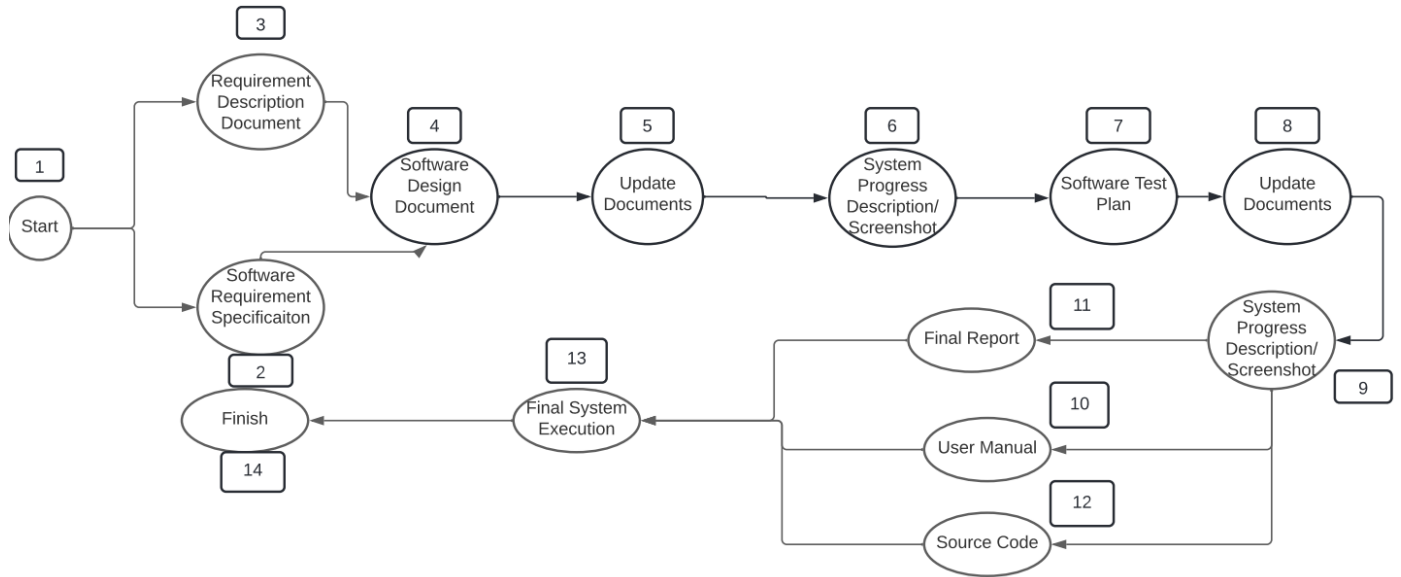 3
Requirement
Description
Document
1
Start
4
Software
Design
Document
5
Update
Documents
6
System
Progress
Description/
Screenshot
7
Software Test
Plan
8
Update
Documents
Software
Requirement
Specificaiton
2
System
Progress
Description/
Screenshot
9
11
Final Report
10
User Manual
12
Source Code
13
Final System
Execution
Finish
14